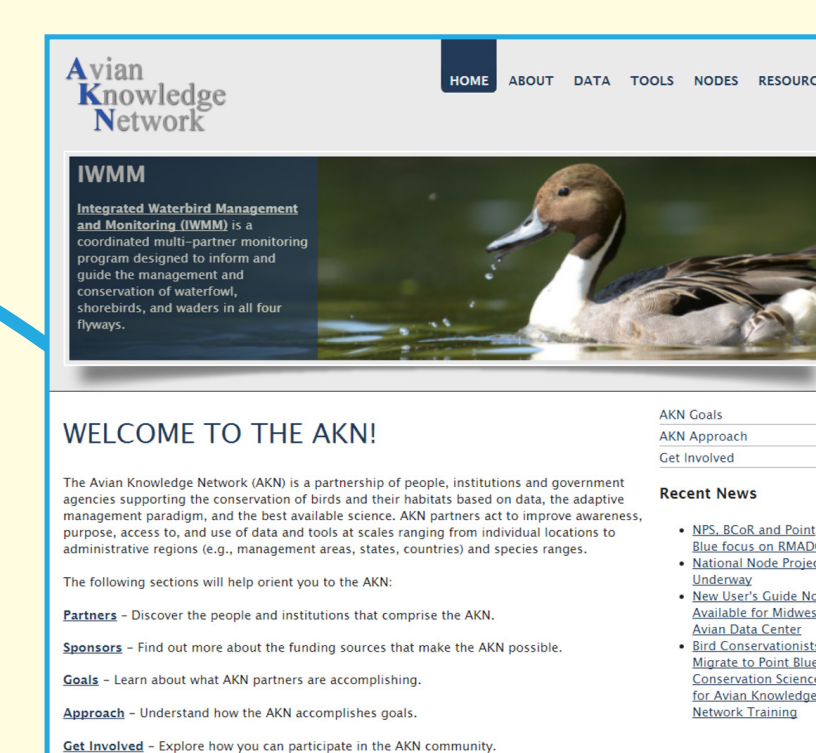 Avian
Knowledge
Network
HOME ABOUT DATA TOOLS NODES RESOURC
IWMM
Integrated Waterbird Management
and Monitoring (IWMM) is a
coordinated multi-partner monitoring
program designed to inform and
guide the management and
conservation of waterfowl,
shorebirds, and waders in all four
flyways.
WELCOME TO THE AKN!
The Avian Knowledge Network (AKN) is a partnership of people, institutions and government
agencies supporting the conservation of birds and their habitats based on data, the adaptive
management paradigm, and the best available science. AKN partners act to improve awareness,
purpose, access to, and use of data and tools at scales ranging from individual locations to
administrative regions (e.g., management areas, states, countries) and species ranges.
The following sections will help orient you to the AKN:
Partners – Discover the people and institutions that comprise the AKN.
Sponsors – Find out more about the funding sources that make the AKN possible.
Goals – Learn about what AKN partners are accomplishing.
Approach – Understand how the AKN accomplishes goals.
Get Involved – Explore how you can participate in the AKN community.
AKN Goals
AKN Approach
Get Involved
Recent News
• NPS, BCoR and Point
Blue focus on RMAD
• National Node Projec
Underway
• New User's Guide No
Available for Midwes
Avian Data Center
• Bird Conservationists
Migrate to Point Blue
Conservation Science
for Avian Knowledge
Network Training